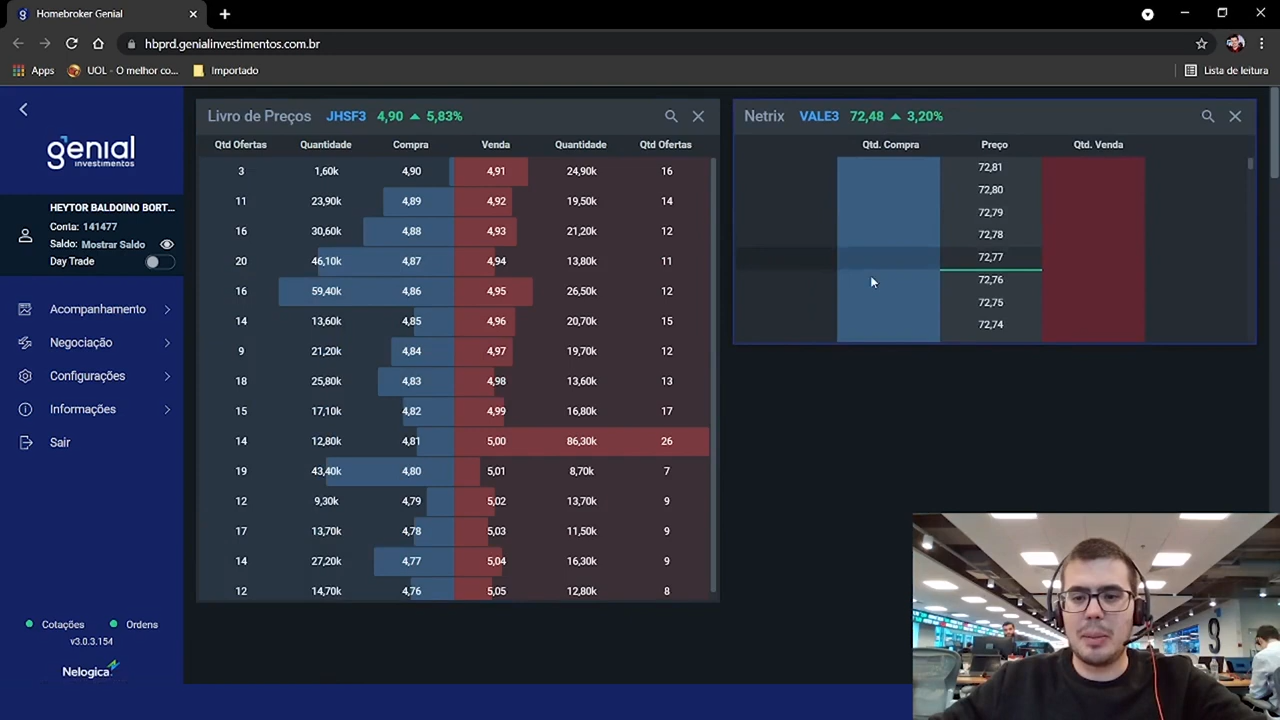 Homebroker Genial
hbprd.genialinvestimentos.com.br
Apps
UOL - O melhor co...
Importado
Lista de leitura
genial
investimentos
HEYTOR BALDOINO BORT...
Conta: 141477
Saldo: Mostrar Saldo
Day Trade
Acompanhamento
Negociação
Configurações
Informações
Sair
Cotações
Ordens
v3.0.3.154
Nelogica
Livro de Preços JHSF3 4,90 5,83%
Qtd Ofertas Quantidade Compra Venda Quantidade Qtd Ofertas
3 1,60k 4,90 4,91 24,90k 16
11 23,90k 4,89 4,92 19,50k 14
16 30,60k 4,88 4,93 21,20k 12
20 46,10k 4,87 4,94 13,80k 11
16 59,40k 4,86 4,95 26,50k 12
14 13,60k 4,85 4,96 20,70k 15
9 21,20k 4,84 4,97 19,70k 12
18 25,80k 4,83 4,98 13,60k 13
15 17,10k 4,82 4,99 16,80k 17
14 12,80k 4,81 5,00 86,30k 26
19 43,40k 4,80 5,01 8,70k 7
12 9,30k 4,79 5,02 13,70k 9
17 13,70k 4,78 5,03 11,50k 9
14 27,20k 4,77 5,04 16,30k 9
12 14,70k 4,76 5,05 12,80k 8
Netrix VALE3 72,48 3,20%
Qtd. Compra Preço Qtd. Venda
72,81
72,80
72,79
72,78
72,77
72,76
72,75
72,74